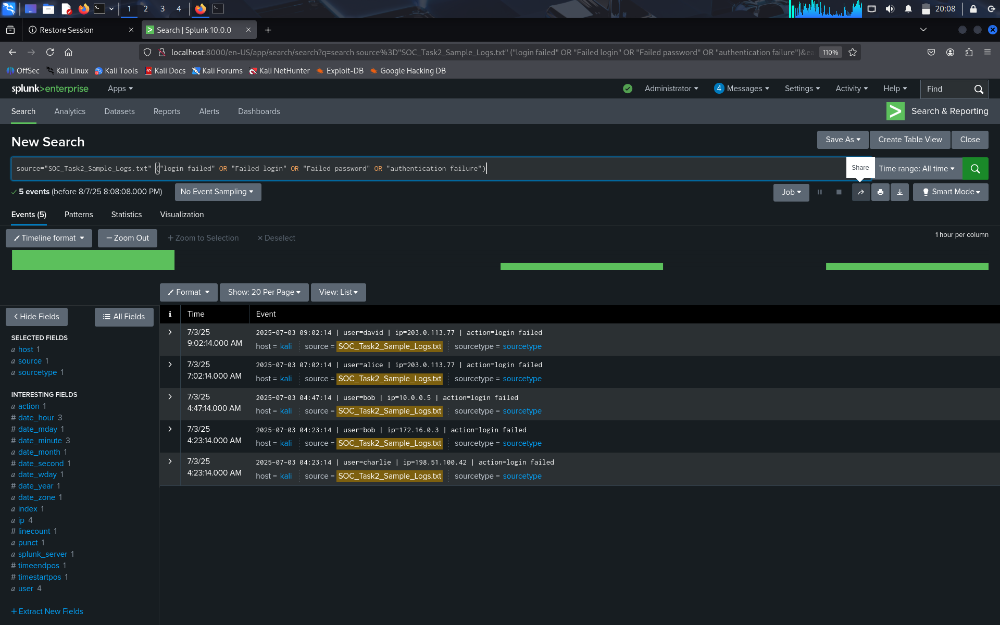 1 2 3 4 20:08
Restore Session
Search | Splunk 10.0.0
localhost:8000/en-US/app/search/search?q=search source%3D"SOC_Task2_Sample_Logs.txt" ("login failed" OR "Failed login" OR "Failed password" OR "authentication failure")&ea 110%
OffSec Kali Linux Kali Tools Kali Docs Kali Forums Kali NetHunter Exploit-DB Google Hacking DB
splunk>enterprise Apps Administrator 4 Messages Settings Activity Help Find
Search Analytics Datasets Reports Alerts Dashboards Search & Reporting
New Search Save As Create Table View Close
source="SOC_Task2_Sample_Logs.txt" ("login failed" OR "Failed login" OR "Failed password" OR "authentication failure") Share Time range: All time
5 events (before 8/7/25 8:08:08.000 PM) No Event Sampling Job Smart Mode
Events (5) Patterns Statistics Visualization
Timeline format Zoom Out Zoom to Selection Deselect 1 hour per column
Format Show: 20 Per Page View: List
Hide Fields All Fields
SELECTED FIELDS
a host 1
a source 1
a sourcetype 1
INTERESTING FIELDS
a action 1
# date_hour 3
# date_mday 1
# date_minute 3
a date_month 1
# date_second 1
a date_wday 1
# date_year 1
a date_zone 1
a index 1
a ip 4
# linecount 1
a punct 1
a splunk_server 1
# timeendpos 1
# timestartpos 1
a user 4
+ Extract New Fields
i Time Event
7/3/25
9:02:14.000 AM
2025-07-03 09:02:14 | user=david | ip=203.0.113.77 | action=login failed
host = kali source = SOC_Task2_Sample_Logs.txt sourcetype = sourcetype
7/3/25
7:02:14.000 AM
2025-07-03 07:02:14 | user=alice | ip=203.0.113.77 | action=login failed
host = kali source = SOC_Task2_Sample_Logs.txt sourcetype = sourcetype
7/3/25
4:47:14.000 AM
2025-07-03 04:47:14 | user=bob | ip=10.0.0.5 | action=login failed
host = kali source = SOC_Task2_Sample_Logs.txt sourcetype = sourcetype
7/3/25
4:23:14.000 AM
2025-07-03 04:23:14 | user=bob | ip=172.16.0.3 | action=login failed
host = kali source = SOC_Task2_Sample_Logs.txt sourcetype = sourcetype
7/3/25
4:23:14.000 AM
2025-07-03 04:23:14 | user=charlie | ip=198.51.100.42 | action=login failed
host = kali source = SOC_Task2_Sample_Logs.txt sourcetype = sourcetype